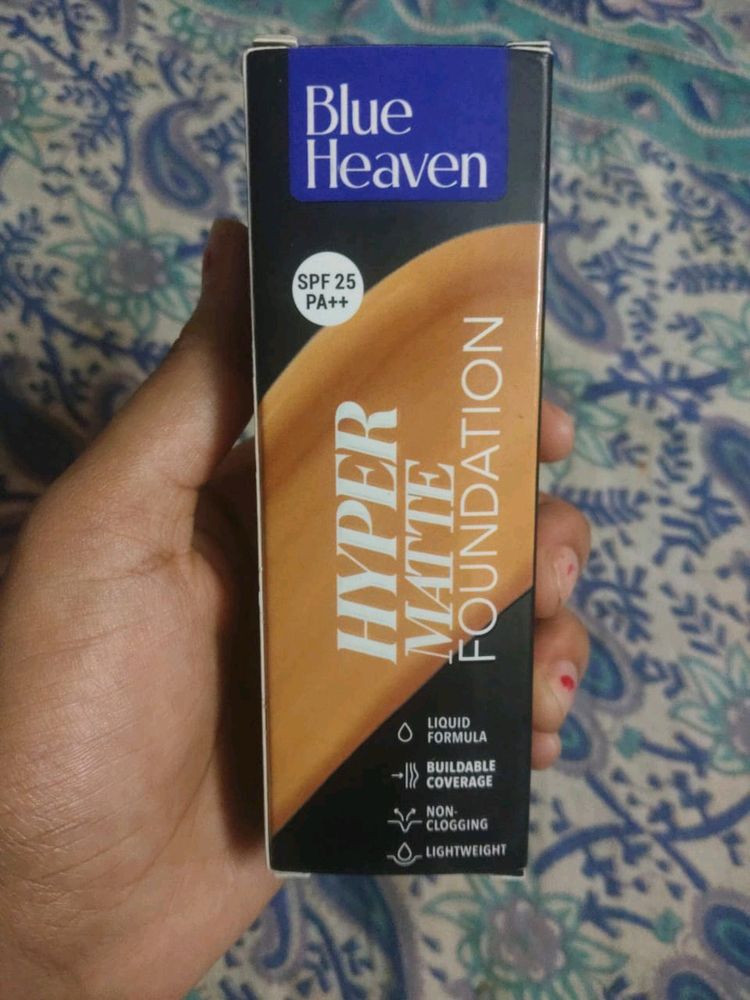 Blue
Heaven
SPF 25
PA++
HYPER
MATTE
FOUNDATION
LIQUID
FORMULA
BUILDABLE
COVERAGE
NON-
CLOGGING
LIGHTWEIGHT